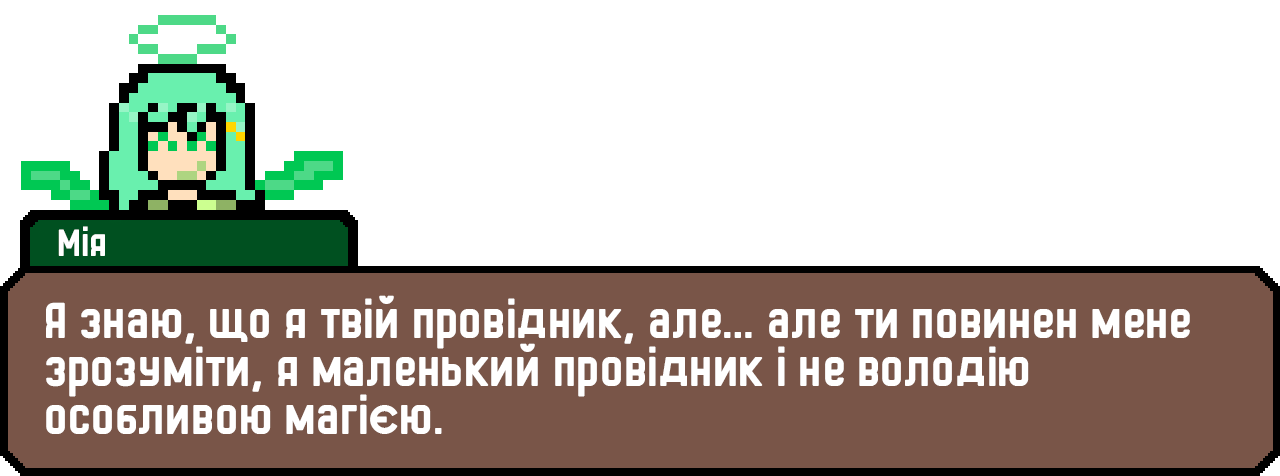 Мія
Я знаю, що я твій провідник, але... але ти повинен мене
зрозуміти, я маленький провідник і не володію
особливою магією.